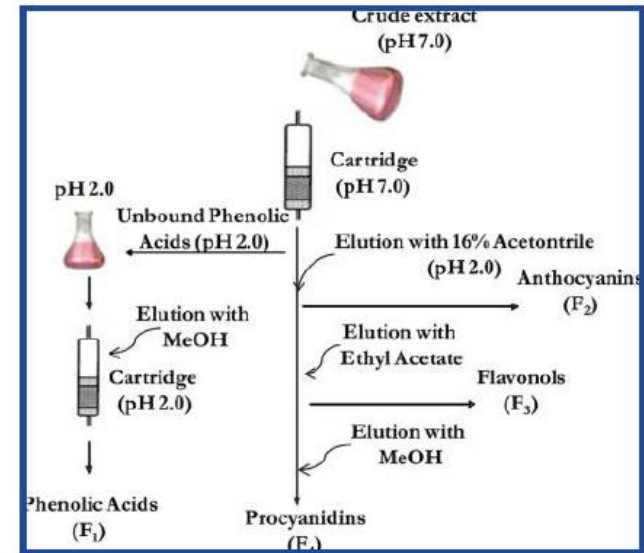 Crude extract
(pH 7.0)
Cartridge
(pH 7.0)
pH 2.0
Unbound Phenolic
Acids (pH 2.0)
Elution with 16% Acetontrile
(pH 2.0)
Anthocyanins
(F₂)
Elution with
MeOH
Elution with
Ethyl Acetate
Cartridge
(pH 2.0)
Flavonols
(F₃)
Elution with
MeOH
Phenolic Acids
(F₁)
Procyanidins